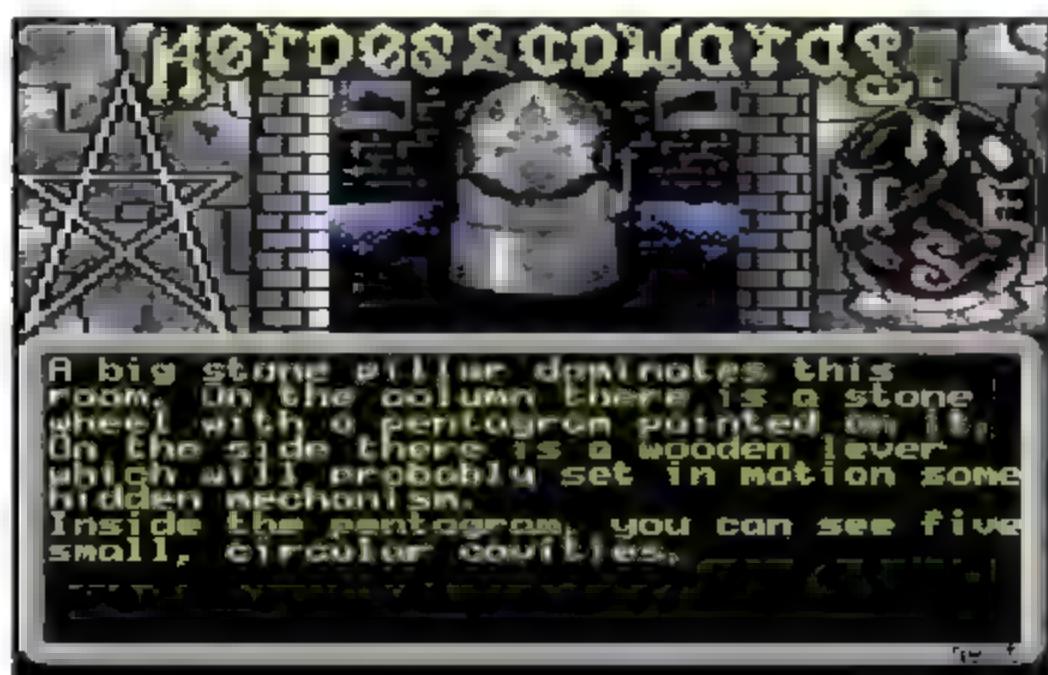 Heroes&Cowards
N
E
S
A big stone pillar dominates this
room. On the column there is a stone
wheel with a pentagram painted on it.
On the side there is a wooden lever
which will probably set in motion some
hidden mechanism.
Inside the pentagram, you can see five
small, circular cavities.